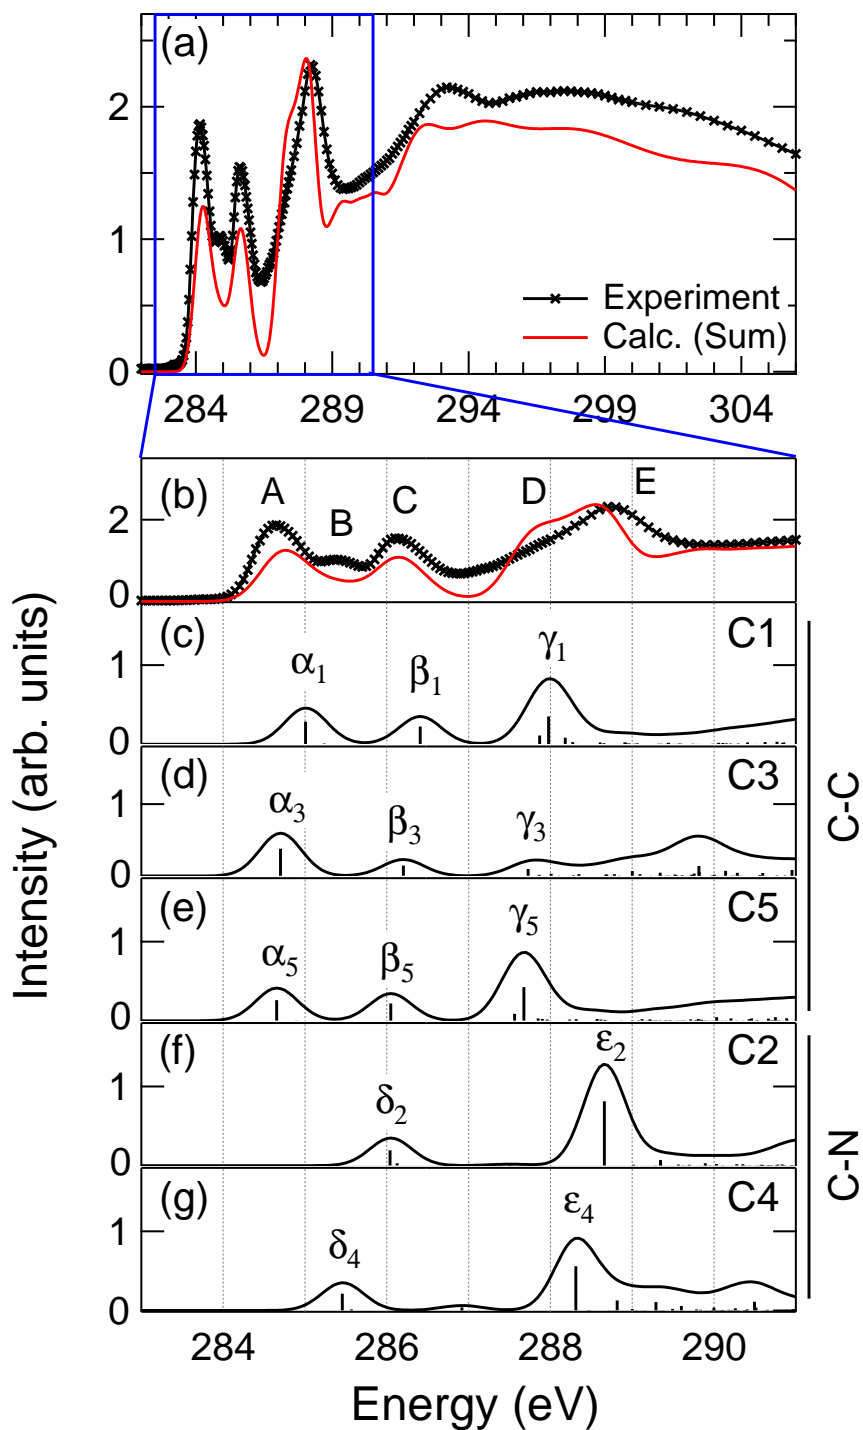 (a)
2
1
0
Experiment
Calc. (Sum)
284 289 294 299 304
(b)
A
B
C
D
E
2
0
(c)
C1
α1
β1
γ1
1
0
(d)
C3
α3
β3
γ3
1
0
(e)
C5
α5
β5
γ5
1
0
(f)
C2
δ2
ε2
1
0
(g)
C4
δ4
ε4
1
0
C-C
C-N
284 286 288 290
Energy (eV)
Intensity (arb. units)